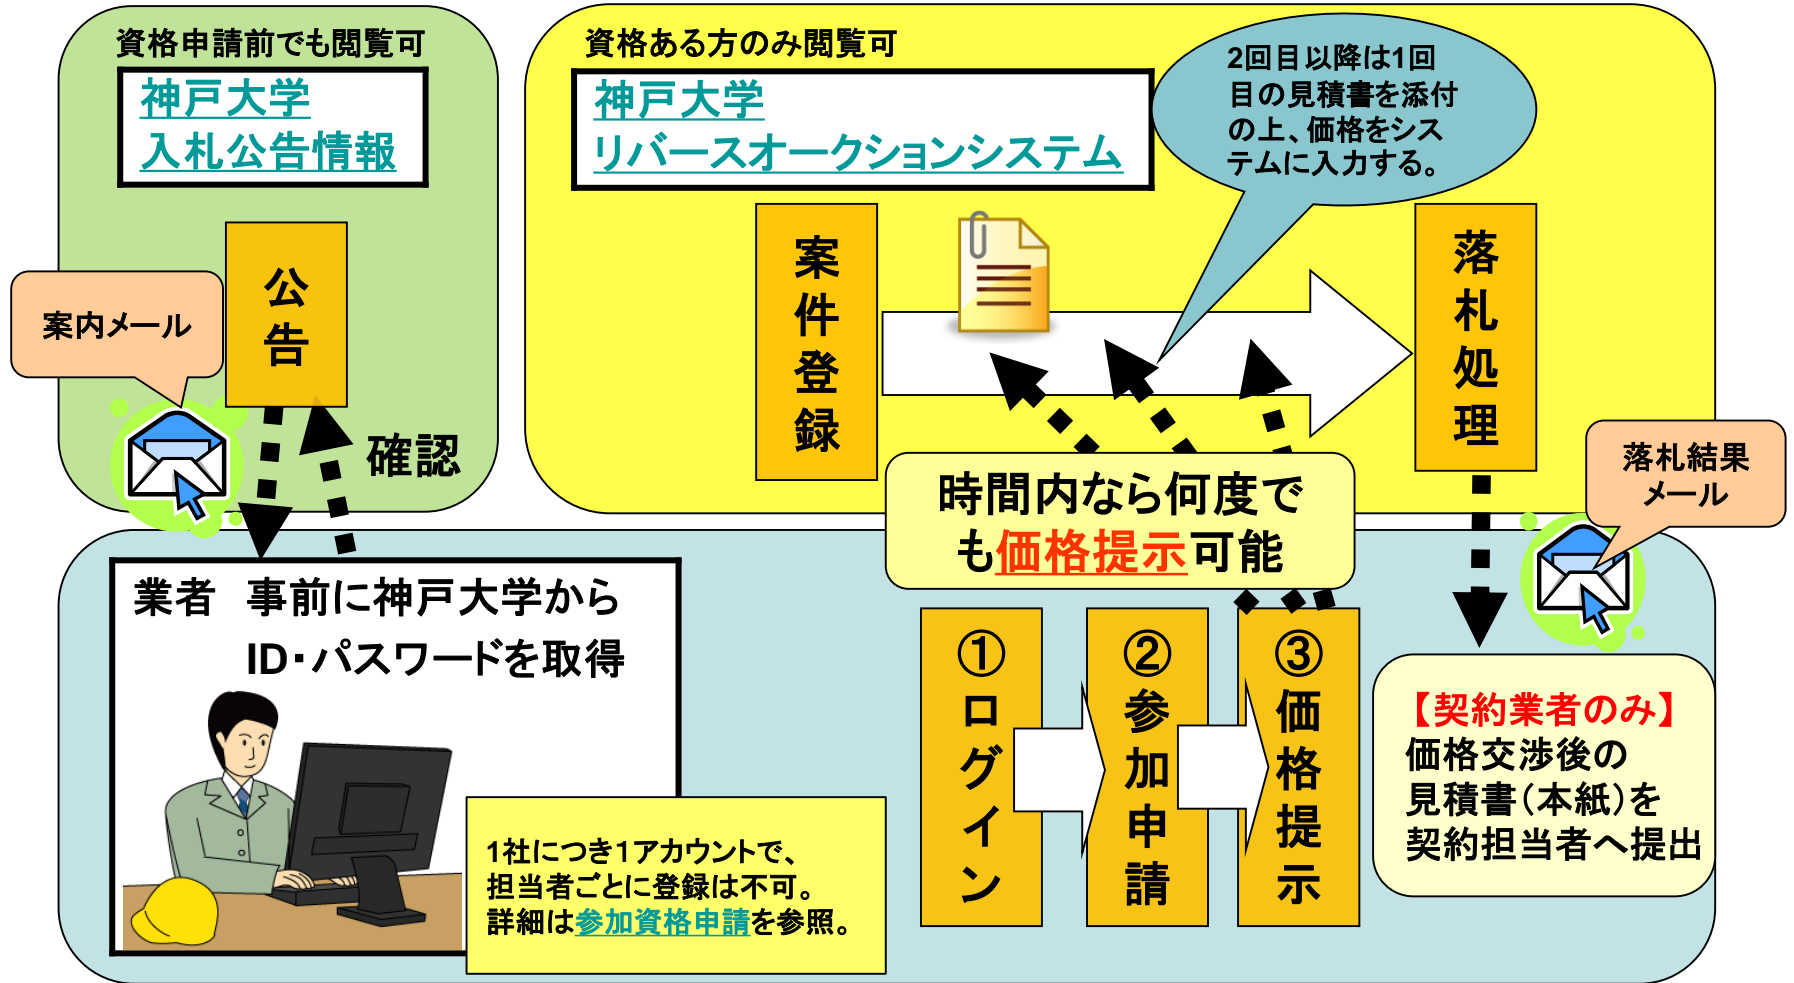 資格申請前でも閲覧可
神戸大学
入札公告情報
公告
案内メール
確認
資格ある方のみ閲覧可
神戸大学
リバースオークションシステム
2回目以降は1回
目の見積書を添付
の上、価格をシス
テムに入力する。
案件登録
落札処理
落札結果
メール
時間内なら何度で
も価格提示可能
業者　事前に神戸大学から
ID・パスワードを取得
1社につき1アカウントで、
担当者ごとに登録は不可。
詳細は参加資格申請を参照。
①ログイン
②参加申請
③価格提示
【契約業者のみ】
価格交渉後の
見積書(本紙)を
契約担当者へ提出